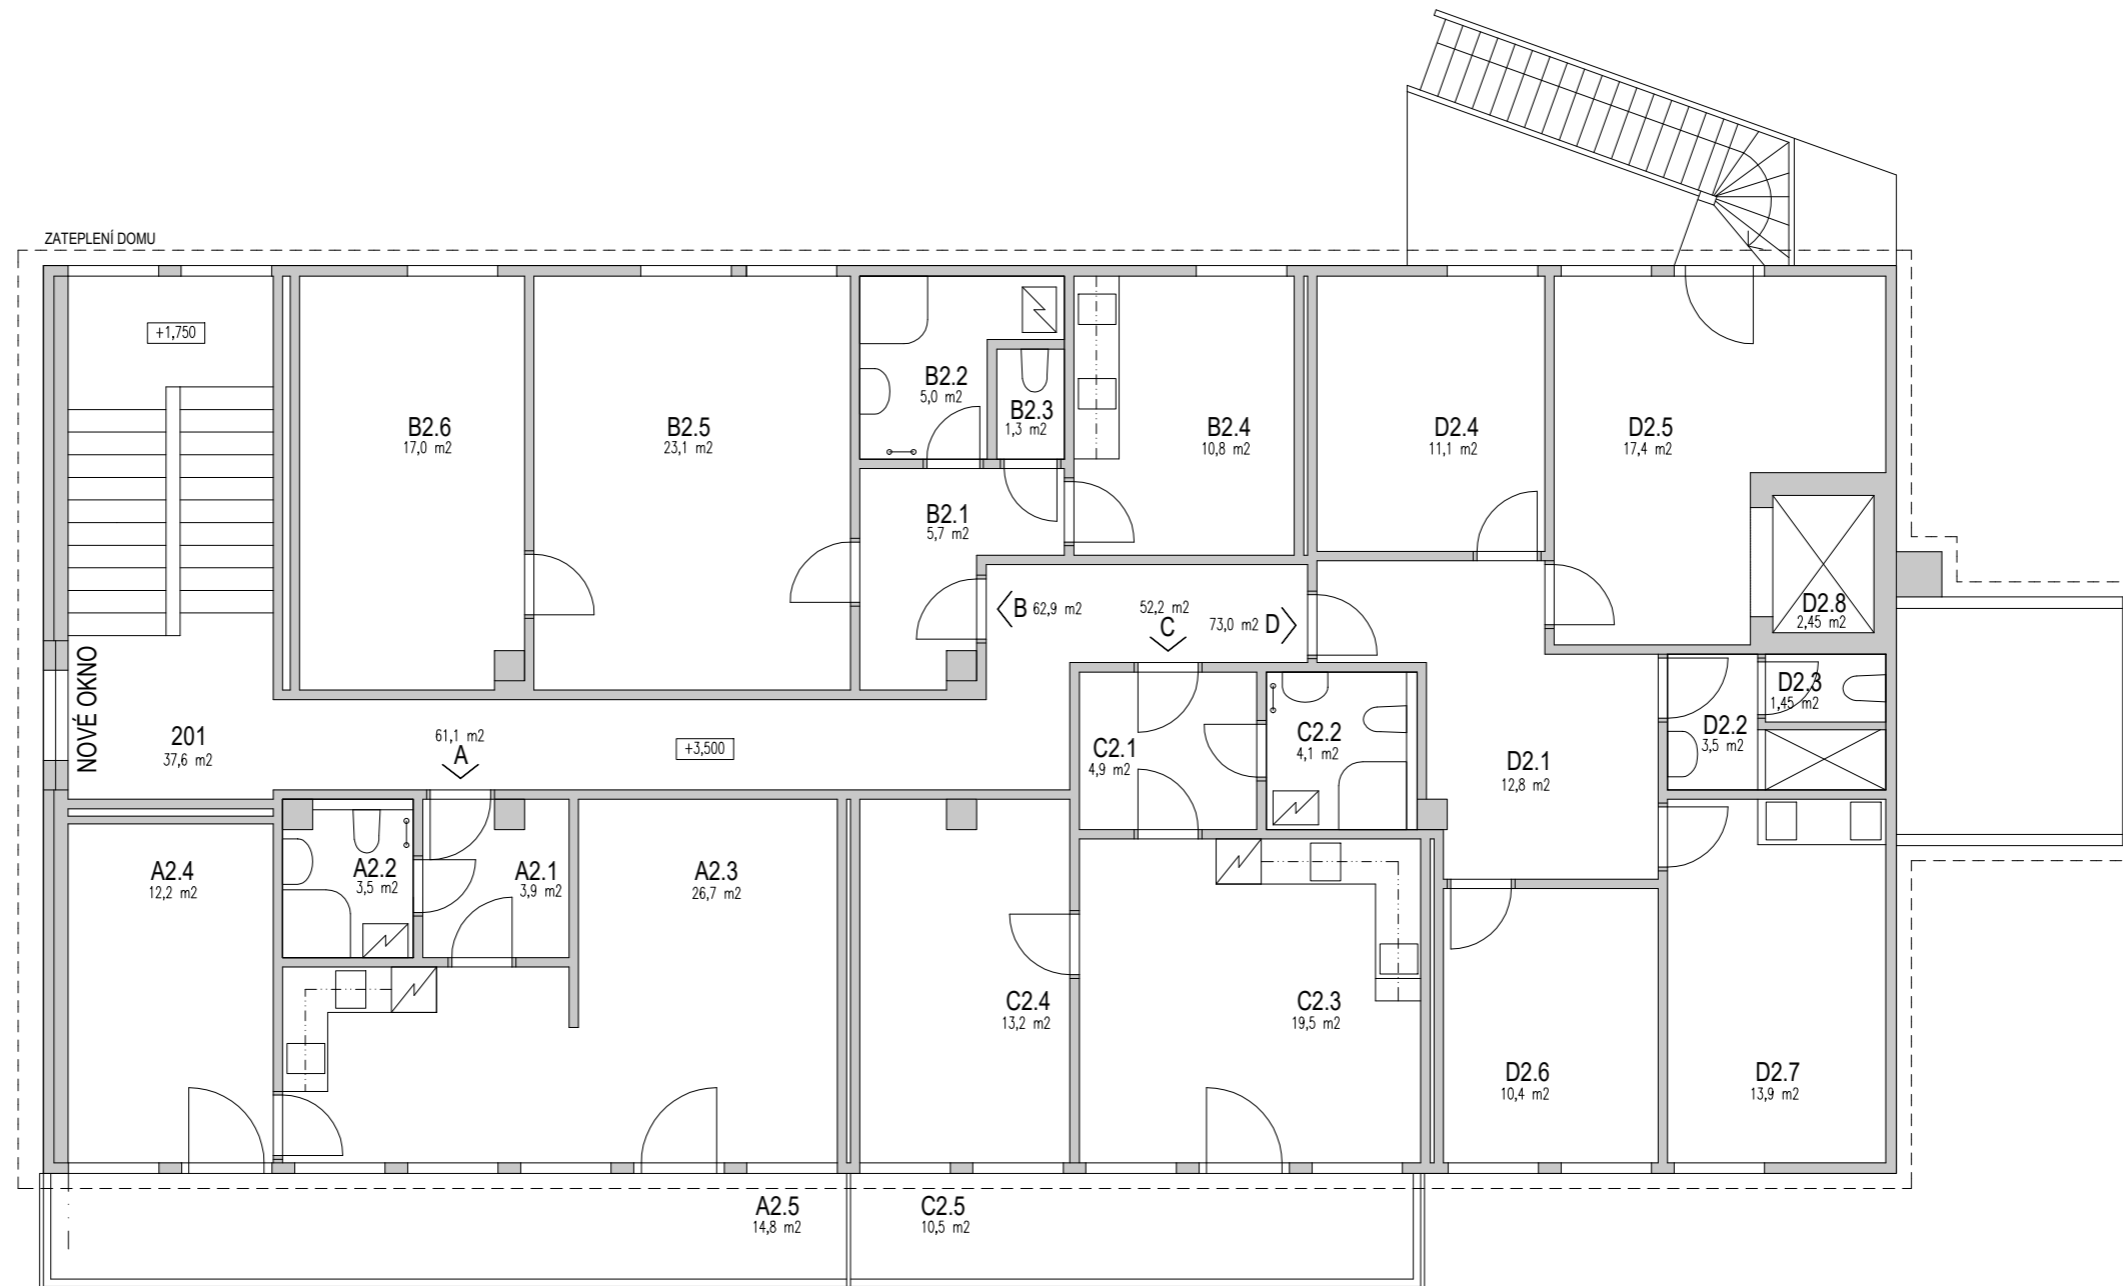 ZATEPLENÍ DOMU
+1,750
B2.6
17,0 m2
B2.5
23,1 m2
B2.2
5,0 m2
B2.3
1,3 m2
B2.4
10,8 m2
D2.4
11,1 m2
D2.5
17,4 m2
B2.1
5,7 m2
B 62,9 m2
52,2 m2
C
73,0 m2 D
D2.8
2,45 m2
NOVÉ OKNO
201
37,6 m2
61,1 m2
A
+3,500
C2.1
4,9 m2
C2.2
4,1 m2
D2.1
12,8 m2
D2.2
3,5 m2
D2.3
1,45 m2
A2.4
12,2 m2
A2.2
3,5 m2
A2.1
3,9 m2
A2.3
26,7 m2
C2.4
13,2 m2
C2.3
19,5 m2
D2.6
10,4 m2
D2.7
13,9 m2
A2.5
14,8 m2
C2.5
10,5 m2